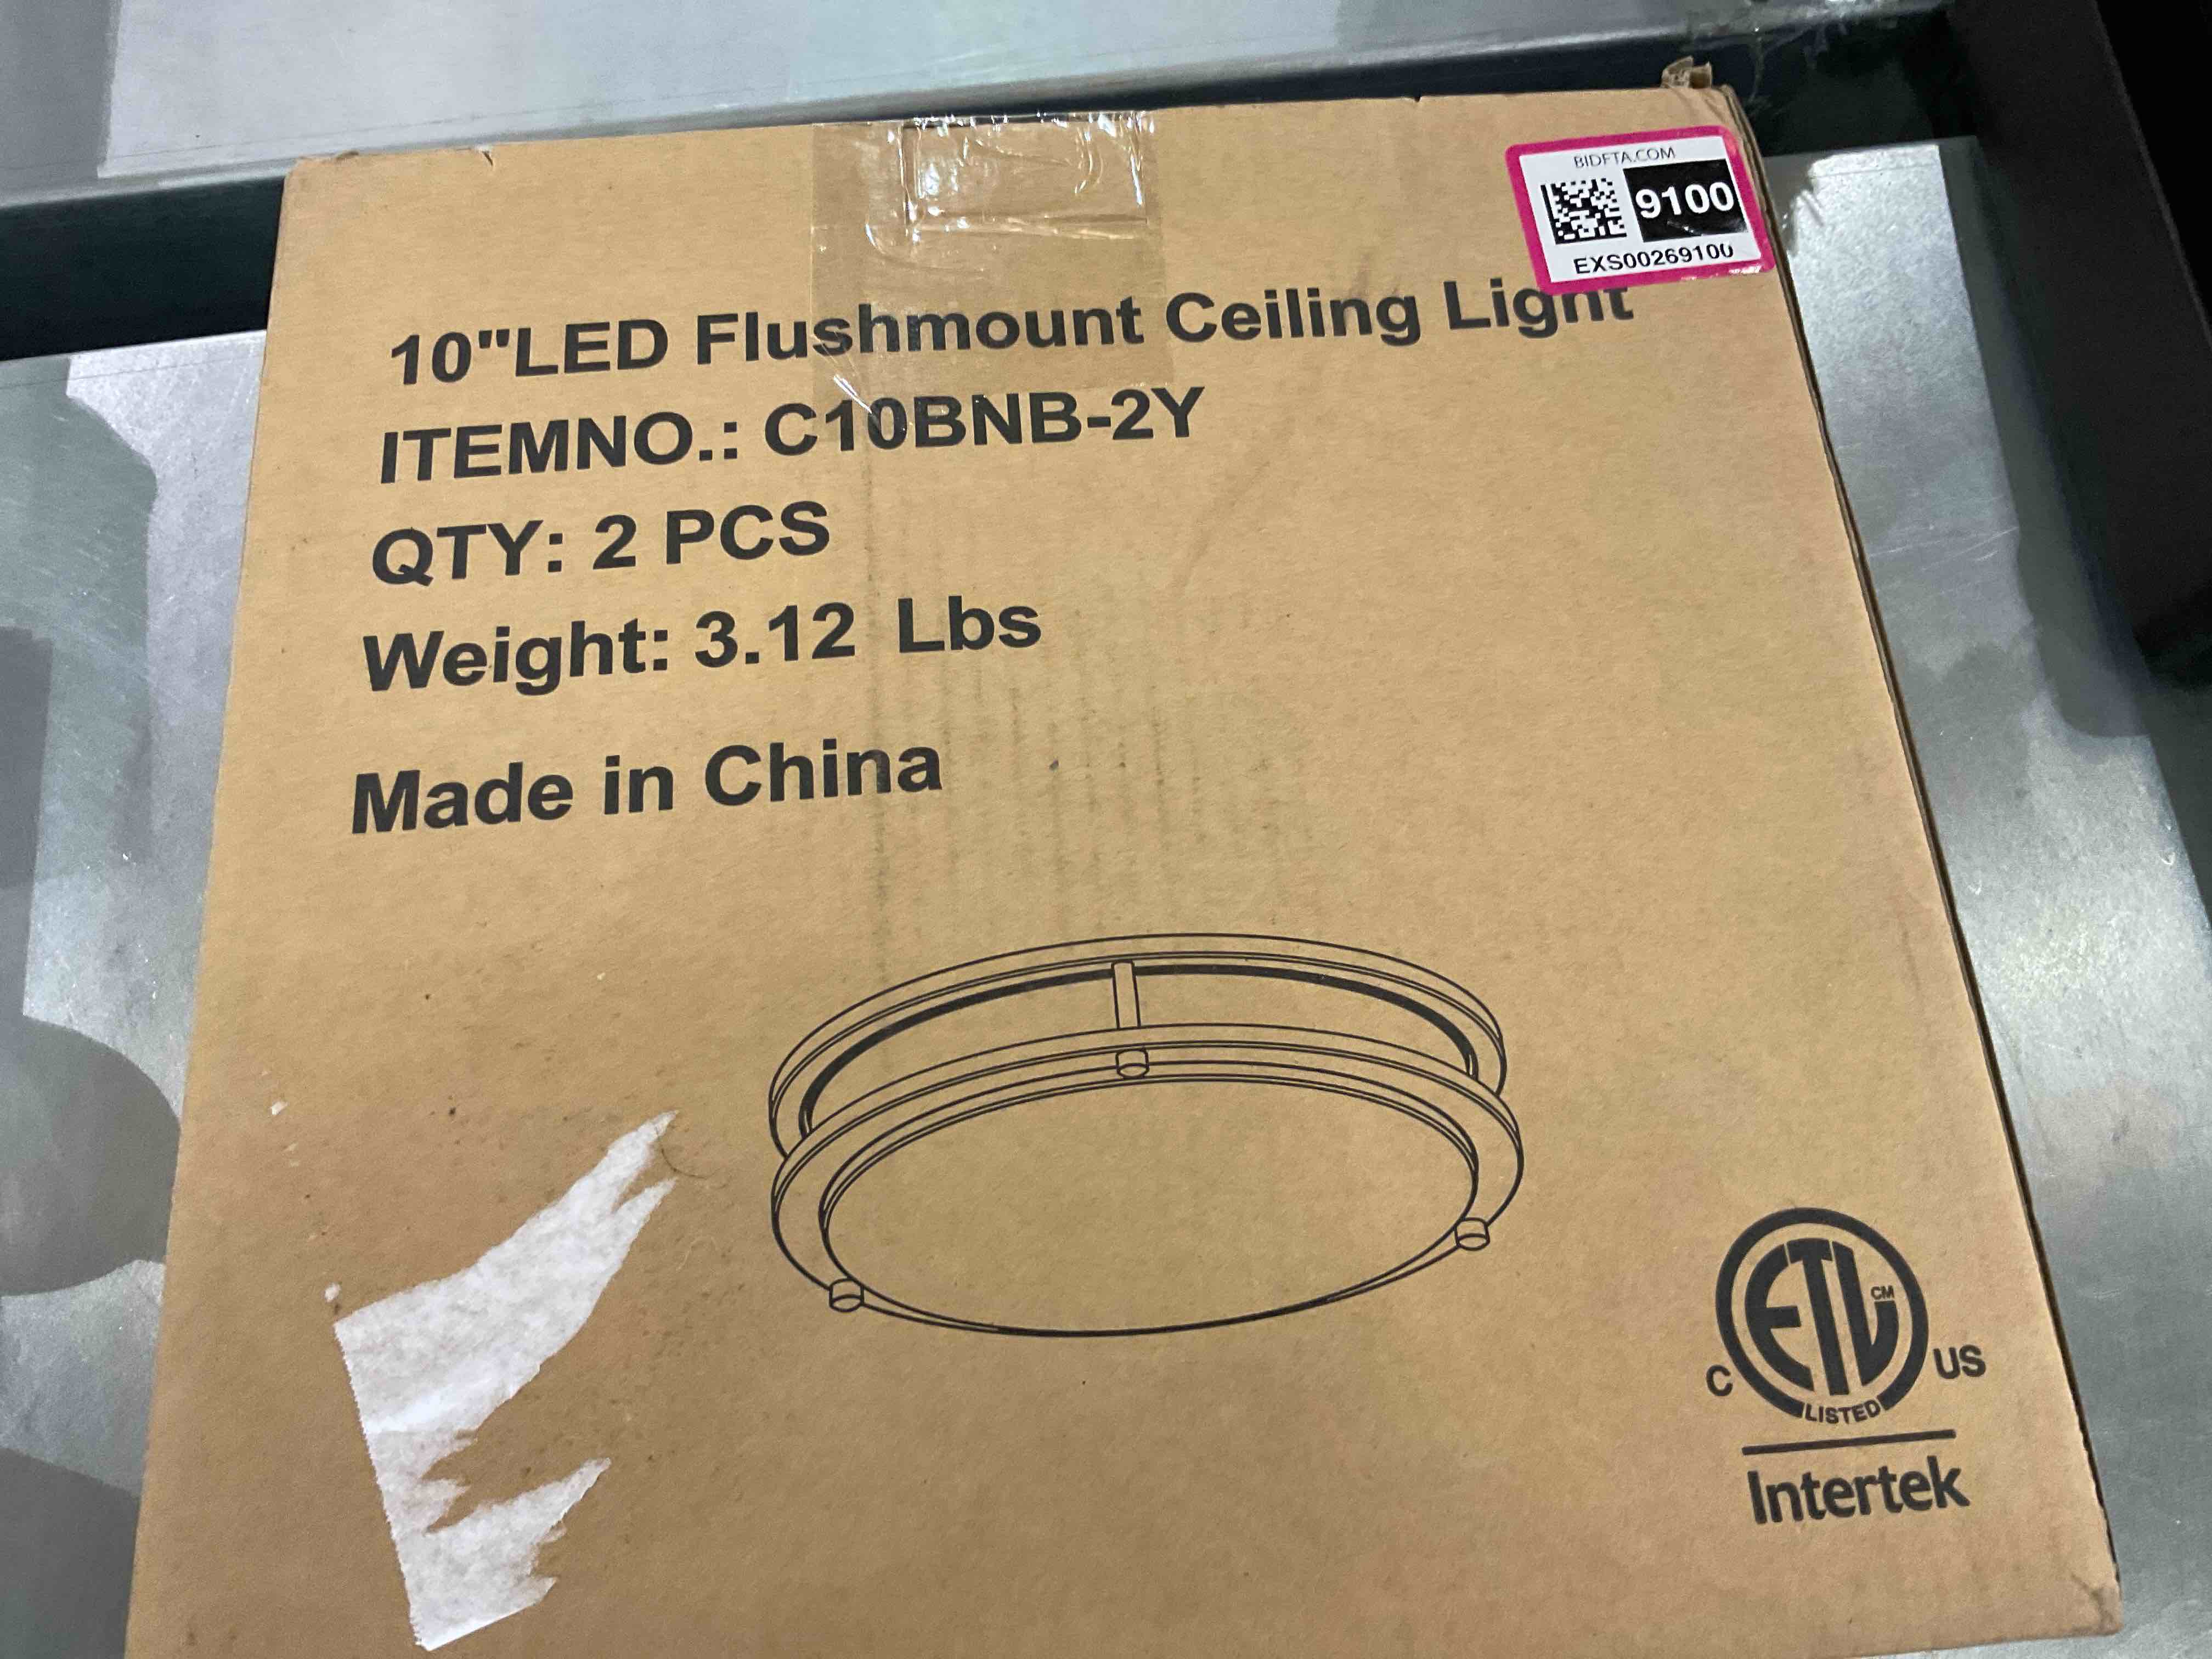 BIDFTA.COM
9100
EXS00269100
10"LED Flushmount Ceiling Light
ITEMNO.: C10BNB-2Y
QTY: 2 PCS
Weight: 3.12 Lbs
Made in China
ETL CM
C US
LISTED
Intertek